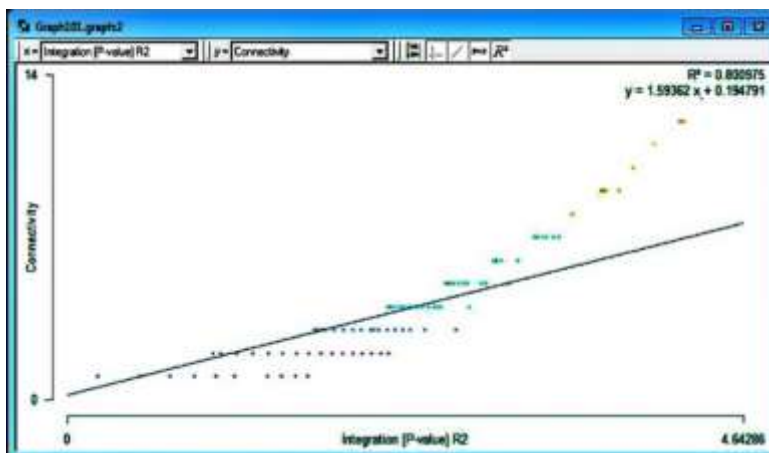 Graph101.graphs2
x= Integration [P-value] R2 y= Connectivity R²
14
R² = 0.800975
y = 1.59362 x + 0.194791
Connectivity
0
0 Integration [P-value] R2 4.64286